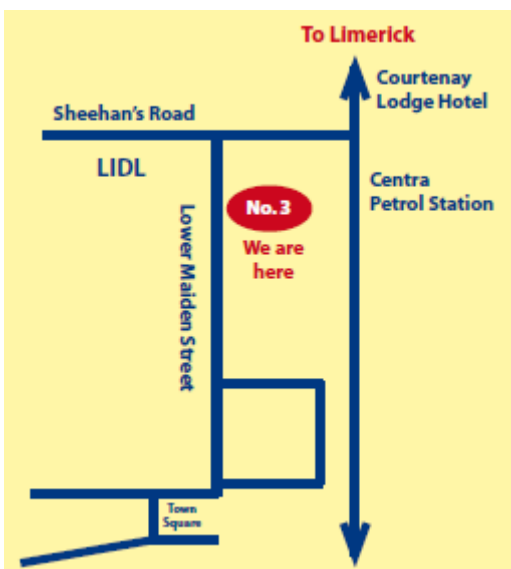 To Limerick
Courtenay
Lodge Hotel
Sheehan's Road
LIDL
Centra
Petrol Station
No. 3
We are
here
Lower Maiden Street
Town
Square